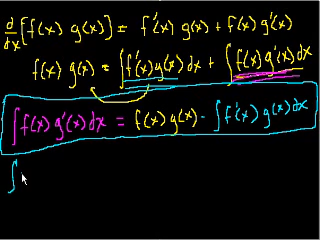 d/dx [f(x) g(x)] = f'(x) g(x) + f(x) g'(x)
f(x) g(x) = ∫ f'(x) g(x) dx + ∫ f(x) g'(x) dx
∫ f(x) g'(x) dx = f(x) g(x) - ∫ f'(x) g(x) dx
∫